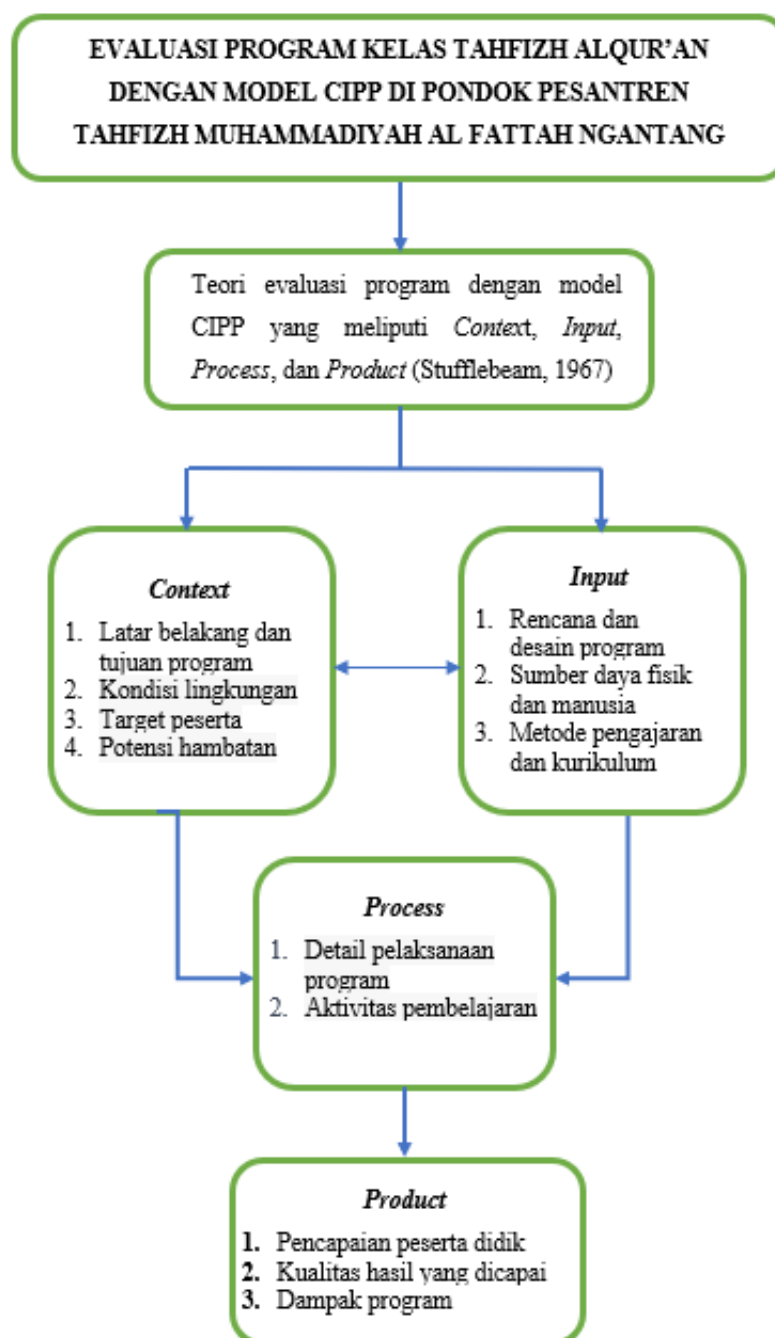 EVALUASI PROGRAM KELAS TAHFIZH ALQUR’AN
DENGAN MODEL CIPP DI PONDOK PESANTREN
TAHFIZH MUHAMMADIYAH AL FATTAH NGANTANG
Teori evaluasi program dengan model
CIPP yang meliputi Context, Input,
Process, dan Product (Stufflebeam, 1967)
Context
1. Latar belakang dan
tujuan program
2. Kondisi lingkungan
3. Target peserta
4. Potensi hambatan
Input
1. Rencana dan
desain program
2. Sumber daya fisik
dan manusia
3. Metode pengajaran
dan kurikulum
Process
1. Detail pelaksanaan
program
2. Aktivitas pembelajaran
Product
1. Pencapaian peserta didik
2. Kualitas hasil yang dicapai
3. Dampak program